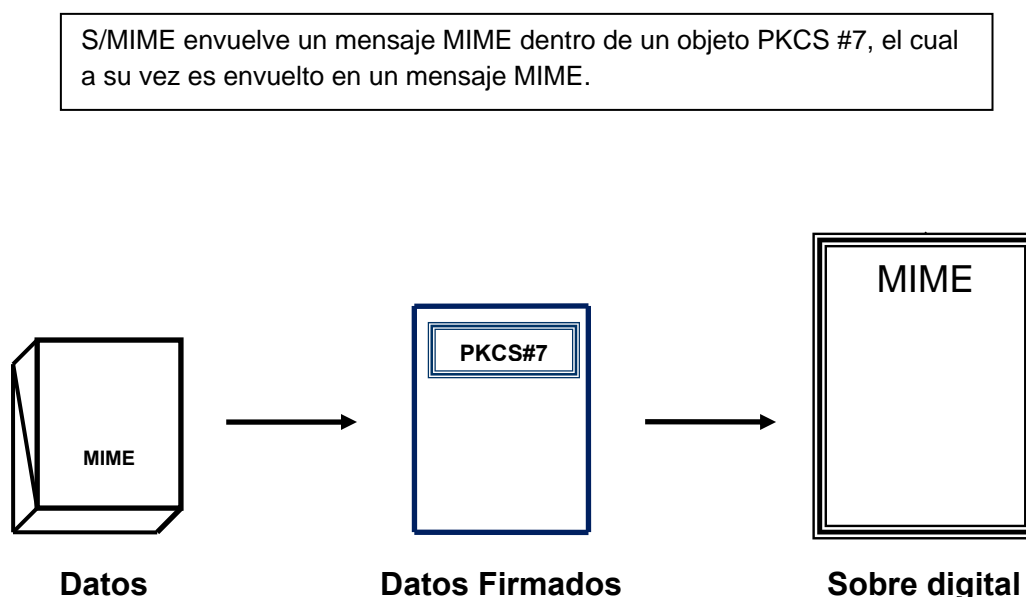 S/MIME envuelve un mensaje MIME dentro de un objeto PKCS #7, el cual
a su vez es envuelto en un mensaje MIME.
MIME
PKCS#7
MIME
Datos
Datos Firmados
Sobre digital